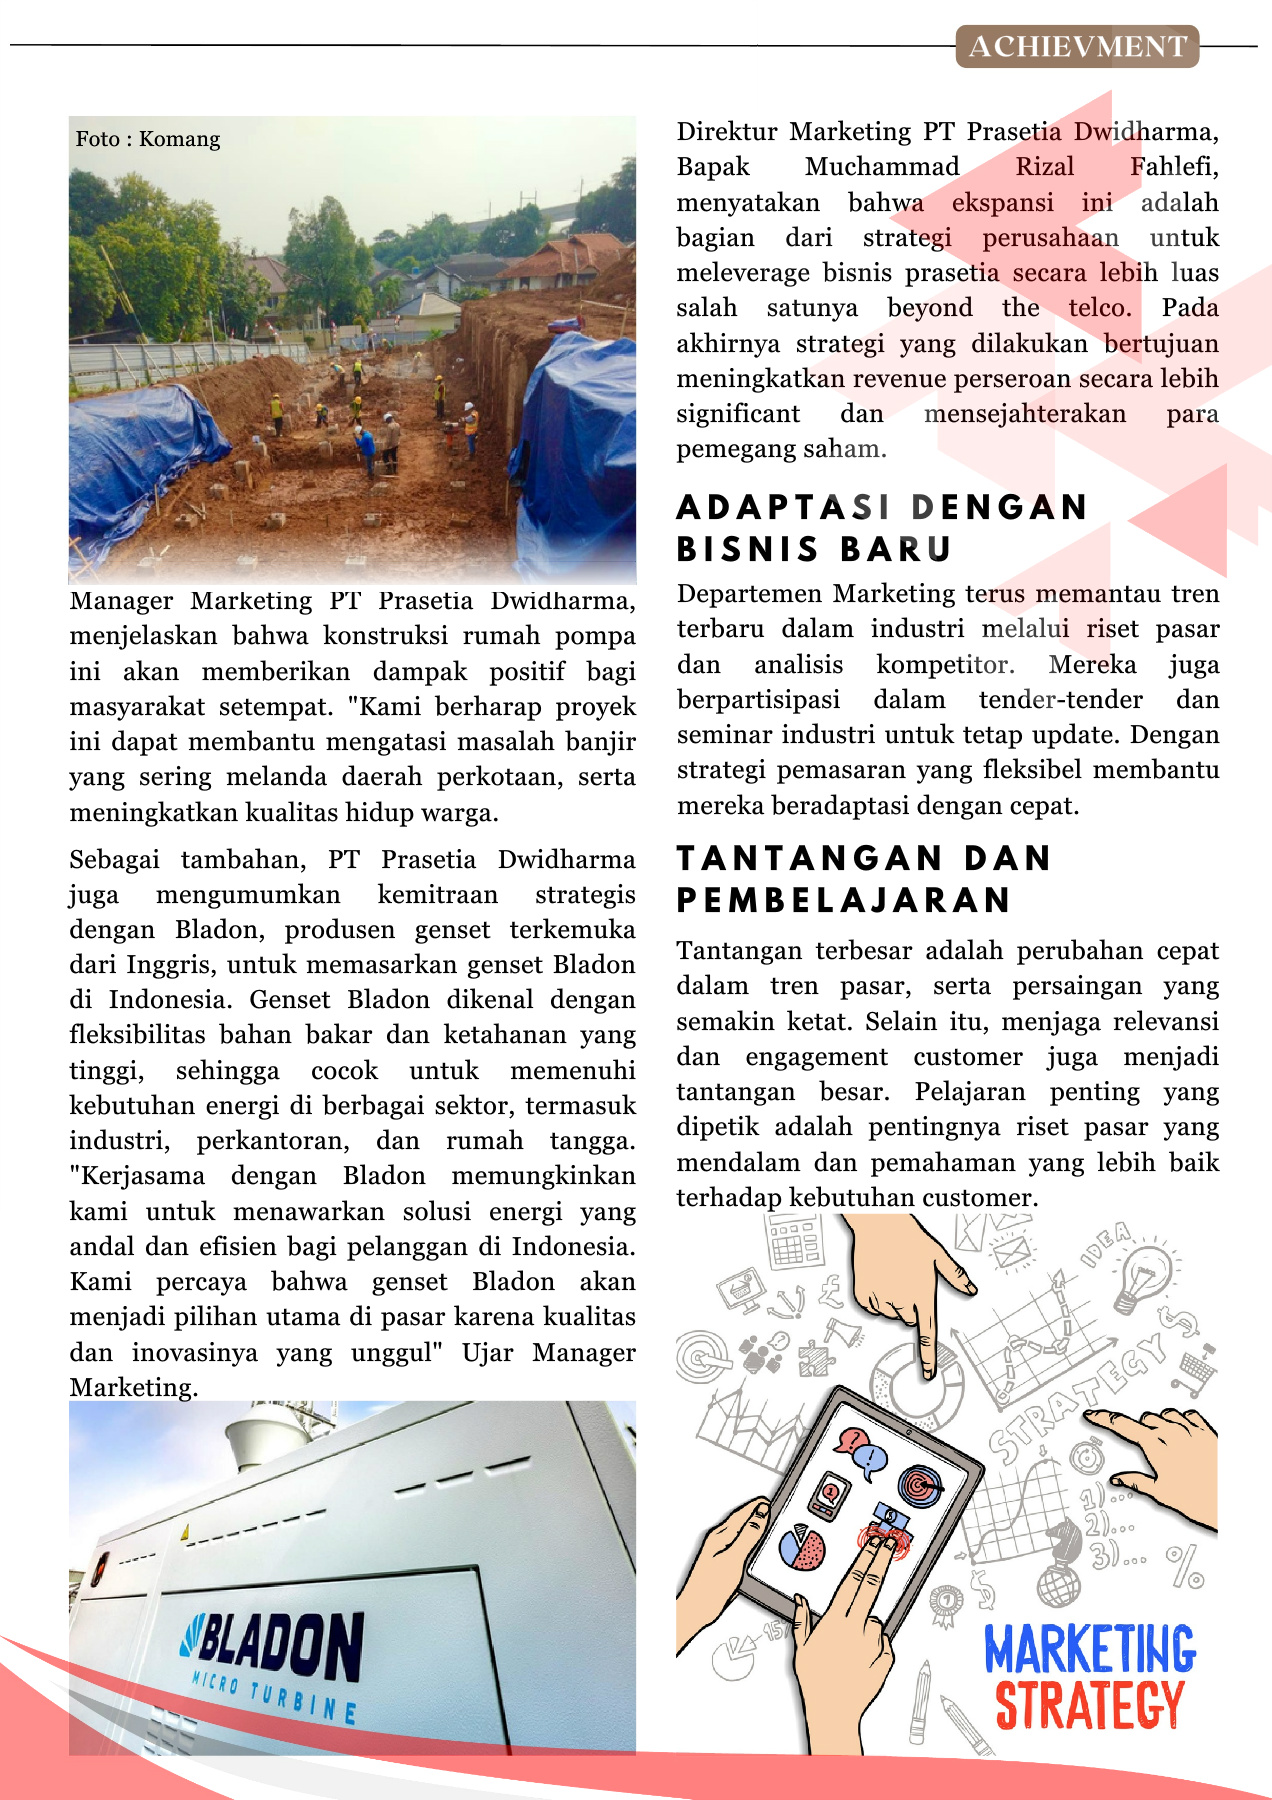 ACHIEVMENT
Foto : Komang
Manager Marketing PT Prasetia Dwidharma,
menjelaskan bahwa konstruksi rumah pompa
ini akan memberikan dampak positif bagi
masyarakat setempat. "Kami berharap proyek
ini dapat membantu mengatasi masalah banjir
yang sering melanda daerah perkotaan, serta
meningkatkan kualitas hidup warga.
Sebagai tambahan, PT Prasetia Dwidharma
juga mengumumkan kemitraan strategis
dengan Bladon, produsen genset terkemuka
dari Inggris, untuk memasarkan genset Bladon
di Indonesia. Genset Bladon dikenal dengan
fleksibilitas bahan bakar dan ketahanan yang
tinggi, sehingga cocok untuk memenuhi
kebutuhan energi di berbagai sektor, termasuk
industri, perkantoran, dan rumah tangga.
"Kerjasama dengan Bladon memungkinkan
kami untuk menawarkan solusi energi yang
andal dan efisien bagi pelanggan di Indonesia.
Kami percaya bahwa genset Bladon akan
menjadi pilihan utama di pasar karena kualitas
dan inovasinya yang unggul" Ujar Manager
Marketing.
BLADON
MICRO TURBINE
Direktur Marketing PT Prasetia Dwidharma,
Bapak Muchammad Rizal Fahlefi,
menyatakan bahwa ekspansi ini adalah
bagian dari strategi perusahaan untuk
meleverage bisnis prasetia secara lebih luas
salah satunya beyond the telco. Pada
akhirnya strategi yang dilakukan bertujuan
meningkatkan revenue perseroan secara lebih
significant dan mensejahterakan para
pemegang saham.
ADAPTASI DENGAN
BISNIS BARU
Departemen Marketing terus memantau tren
terbaru dalam industri melalui riset pasar
dan analisis kompetitor. Mereka juga
berpartisipasi dalam tender-tender dan
seminar industri untuk tetap update. Dengan
strategi pemasaran yang fleksibel membantu
mereka beradaptasi dengan cepat.
TANTANGAN DAN
PEMBELAJARAN
Tantangan terbesar adalah perubahan cepat
dalam tren pasar, serta persaingan yang
semakin ketat. Selain itu, menjaga relevansi
dan engagement customer juga menjadi
tantangan besar. Pelajaran penting yang
dipetik adalah pentingnya riset pasar yang
mendalam dan pemahaman yang lebih baik
terhadap kebutuhan customer.
IDEA
£
$
STRATEGY
1)...
2)...
3)...
%
$
15%
MARKETING
STRATEGY